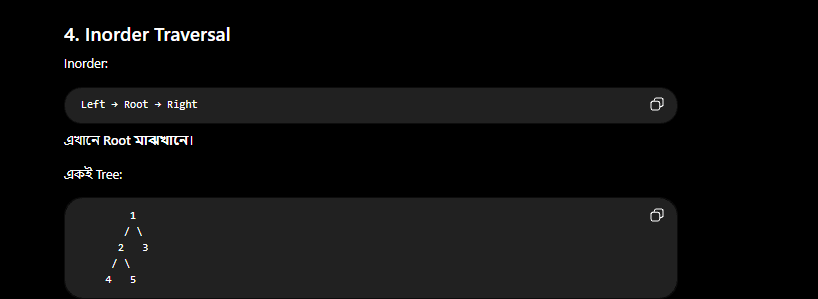 4. Inorder Traversal
Inorder:
Left → Root → Right
এখানে Root মাঝখানে।
একই Tree:
1
/ \
2 3
/ \
4 5